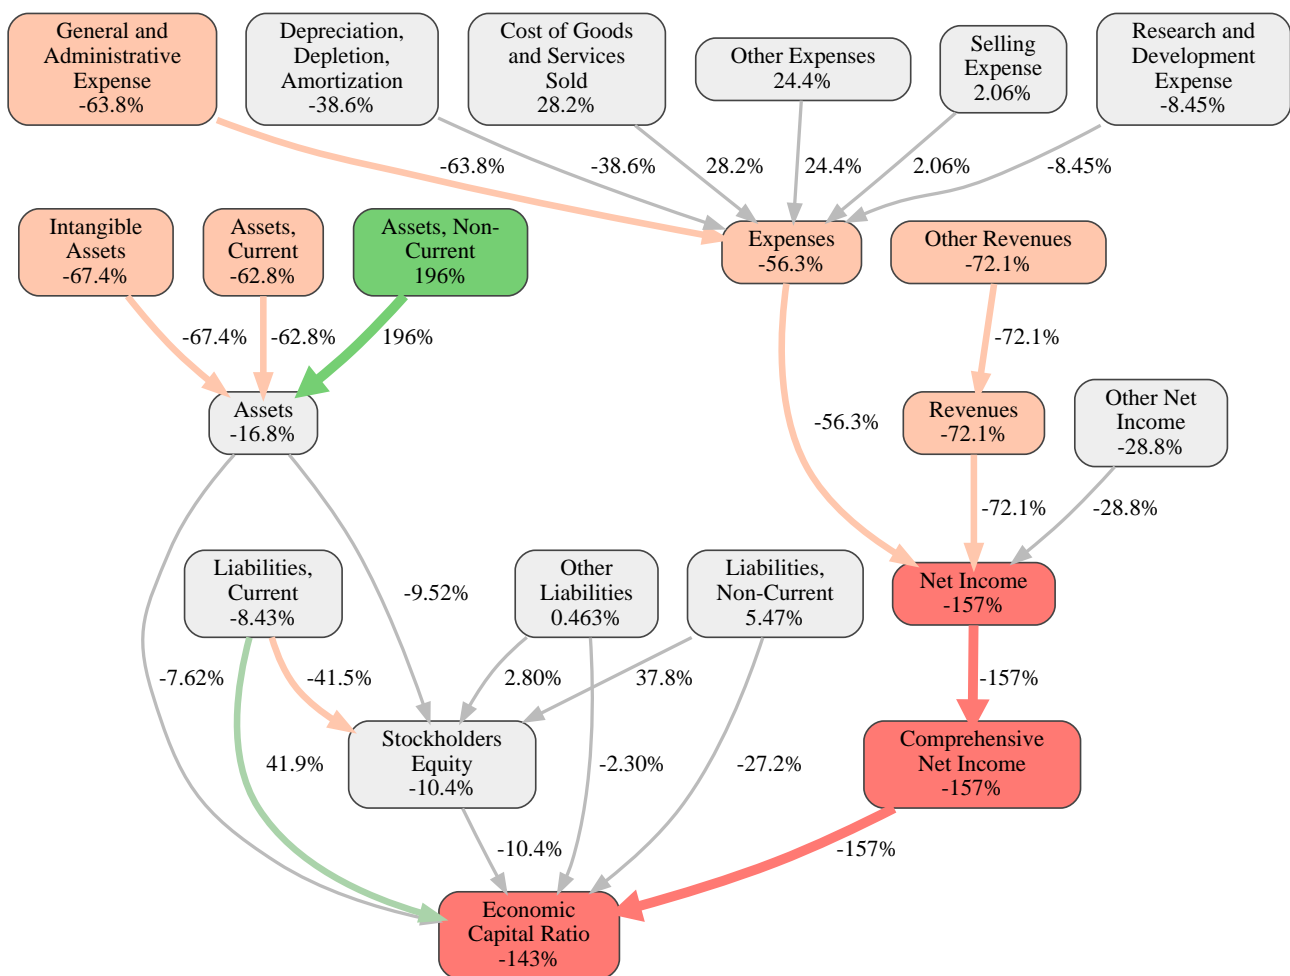 General and
Administrative
Expense
-63.8%
Depreciation,
Depletion,
Amortization
-38.6%
Cost of Goods
and Services
Sold
28.2%
Other Expenses
24.4%
Selling
Expense
2.06%
Research and
Development
Expense
-8.45%
-63.8%
-38.6%
28.2%
24.4%
2.06%
-8.45%
Intangible
Assets
-67.4%
Assets,
Current
-62.8%
Assets, Non-
Current
196%
Expenses
-56.3%
Other Revenues
-72.1%
-67.4%
-62.8%
196%
-72.1%
Assets
-16.8%
-56.3%
Revenues
-72.1%
Other Net
Income
-28.8%
-72.1%
-28.8%
Liabilities,
Current
-8.43%
-9.52%
Other
Liabilities
0.463%
Liabilities,
Non-Current
5.47%
Net Income
-157%
-7.62%
-41.5%
2.80%
37.8%
-157%
41.9%
Stockholders
Equity
-10.4%
-2.30%
-27.2%
Comprehensive
Net Income
-157%
-10.4%
-157%
Economic
Capital Ratio
-143%